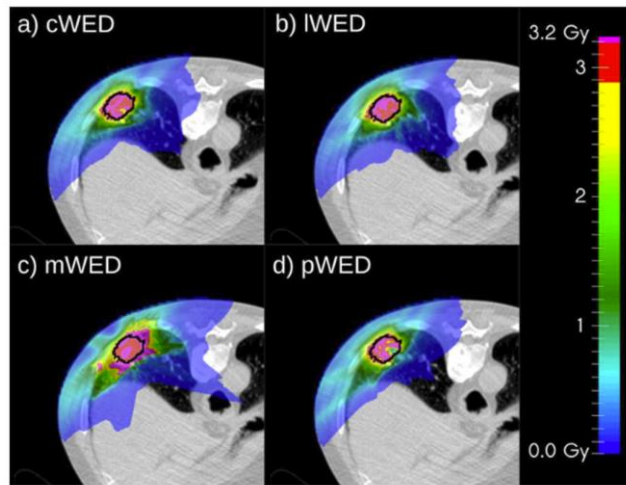 a) cWED
b) lWED
3.2 Gy
3
2
c) mWED
d) pWED
1
0.0 Gy